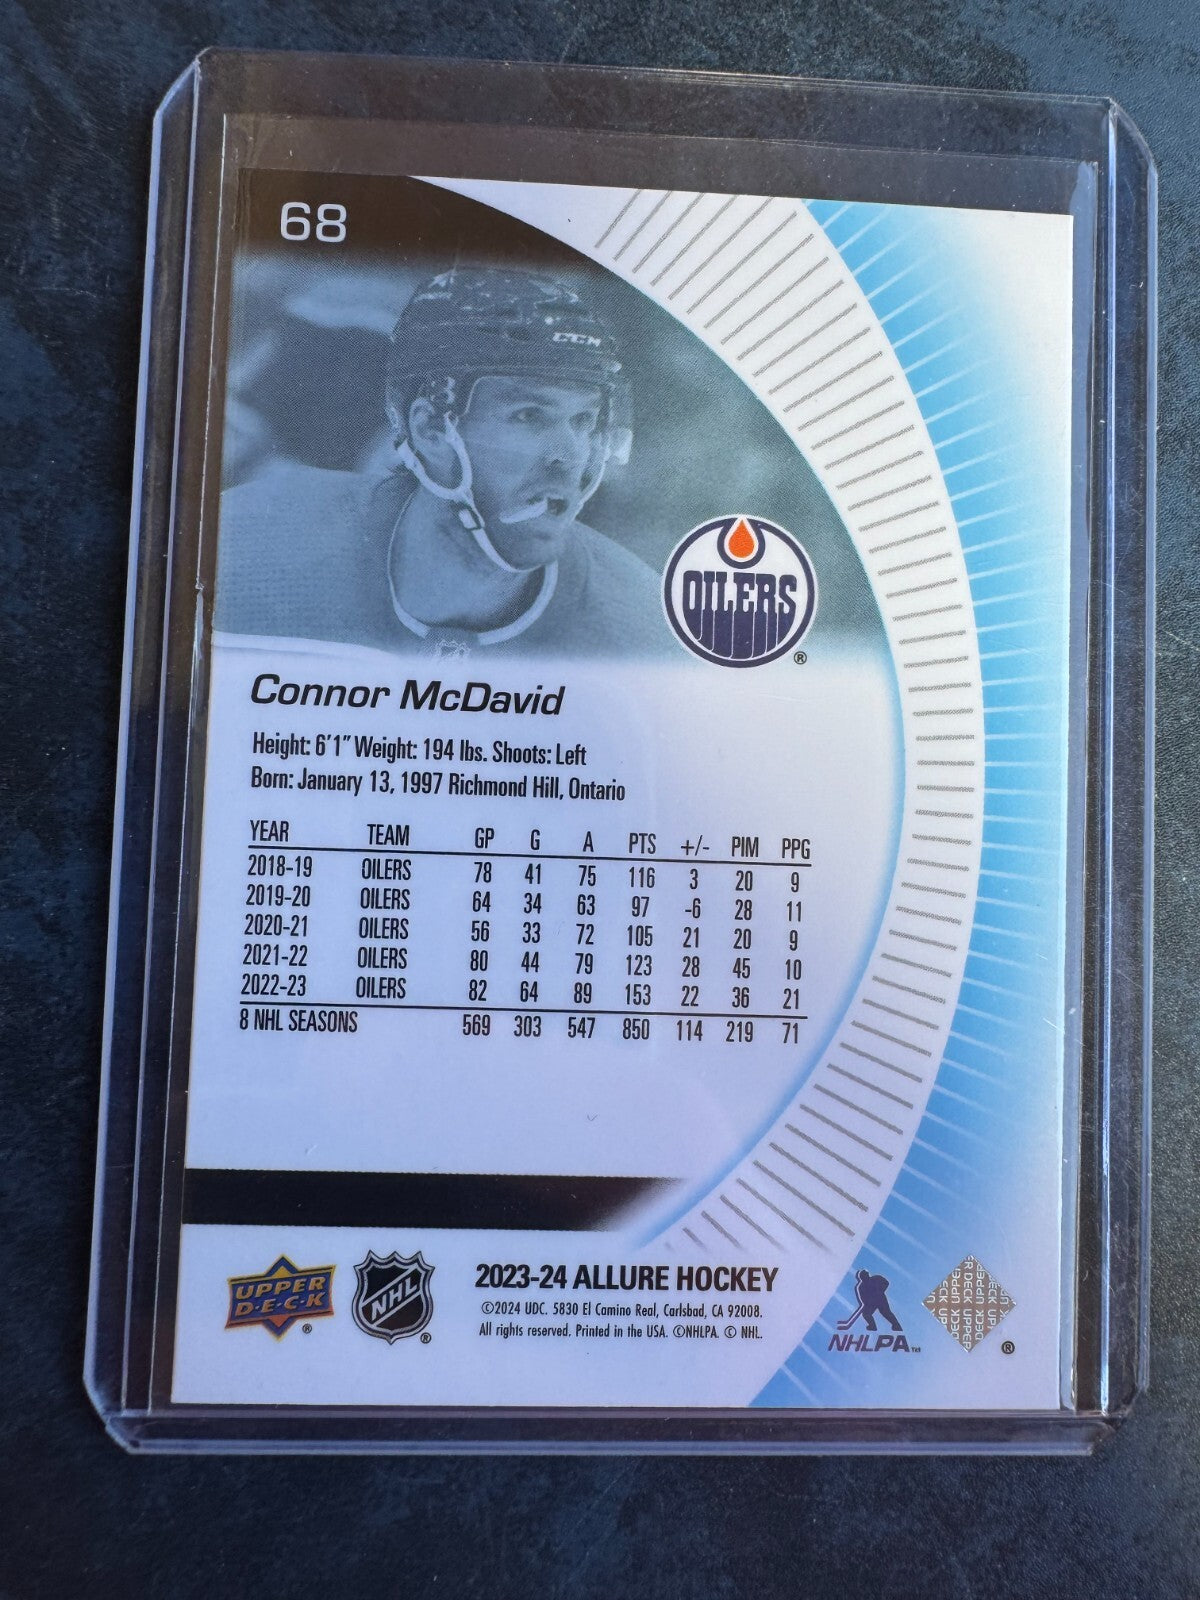 68
CCM
3
OILERS
®
Connor McDavid
Height: 6'1" Weight: 194 lbs. Shoots: Left
Born: January 13, 1997 Richmond Hill, Ontario
YEAR TEAM GP G A PTS +/- PIM PPG
2018-19 OILERS 78 41 75 116 3 20 9
2019-20 OILERS 64 34 63 97 -6 28 11
2020-21 OILERS 56 33 72 105 21 20 9
2021-22 OILERS 80 44 79 123 28 45 10
2022-23 OILERS 82 64 89 153 22 36 21
8 NHL SEASONS 569 303 547 850 114 219 71
UPPER
D·E·C·K
®
NHL
®
2023-24 ALLURE HOCKEY
©2024 UDC. 5830 El Camino Real, Carlsbad, CA 92008.
All rights reserved. Printed in the USA. ©NHLPA. © NHL.
NHLPA™
UPPER DECK
®